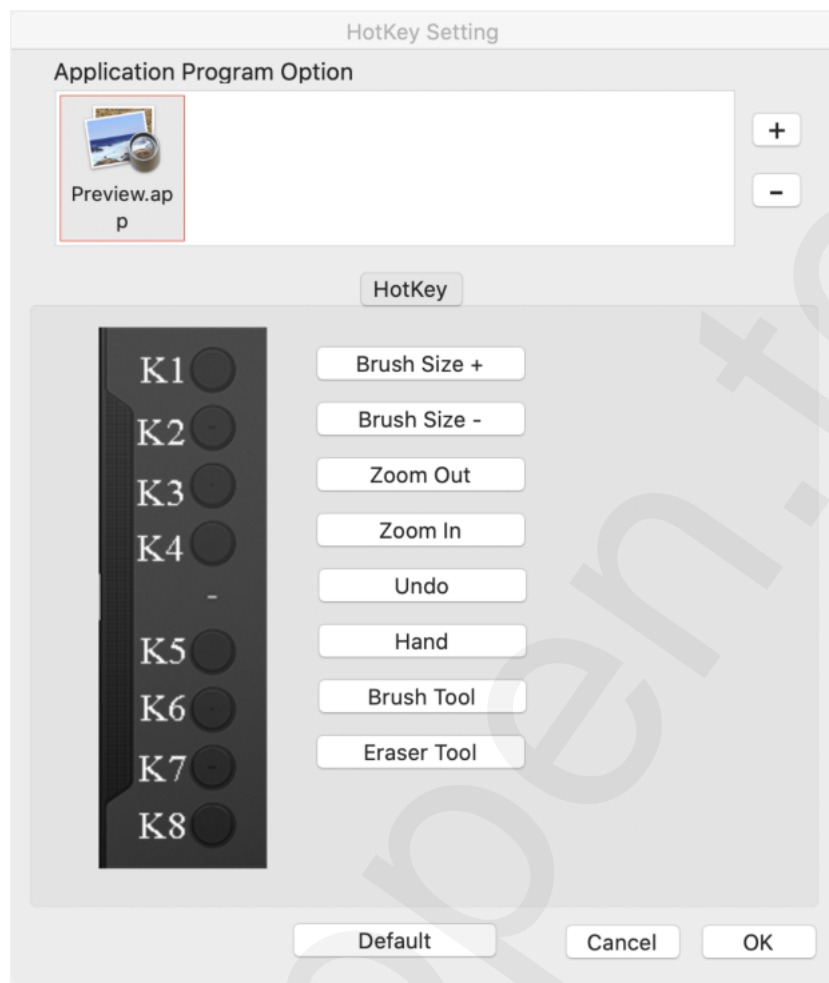 HotKey Setting
Application Program Option
Preview.ap
p
+
-
HotKey
K1
Brush Size +
K2
Brush Size -
K3
Zoom Out
K4
Zoom In
Undo
K5
Hand
K6
Brush Tool
K7
Eraser Tool
K8
Default
Cancel
OK
open.t